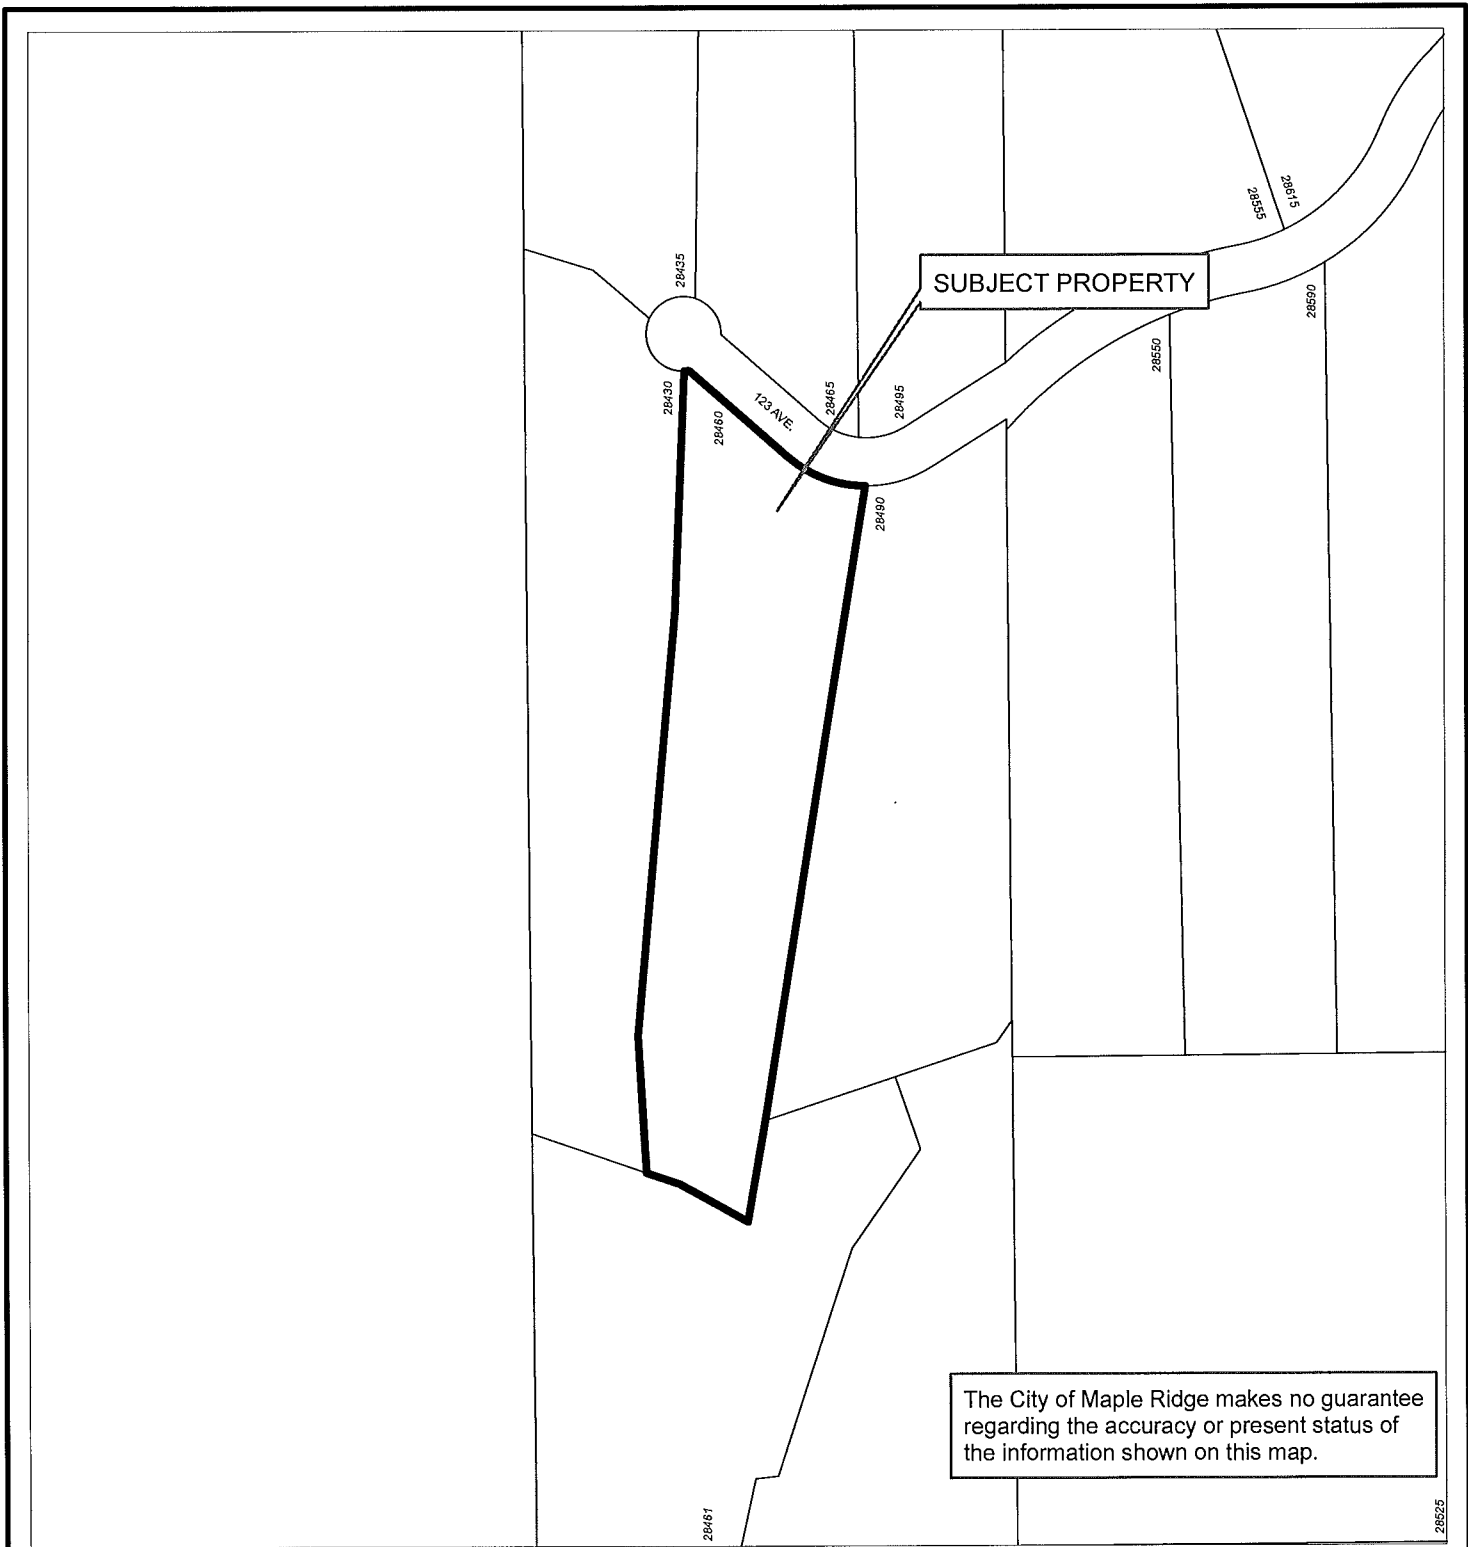 28615
28555
28435
SUBJECT PROPERTY
28590
28550
28430
28460
123 AVE.
28465
28495
28490
The City of Maple Ridge makes no guarantee
regarding the accuracy or present status of
the information shown on this map.
28461
28525